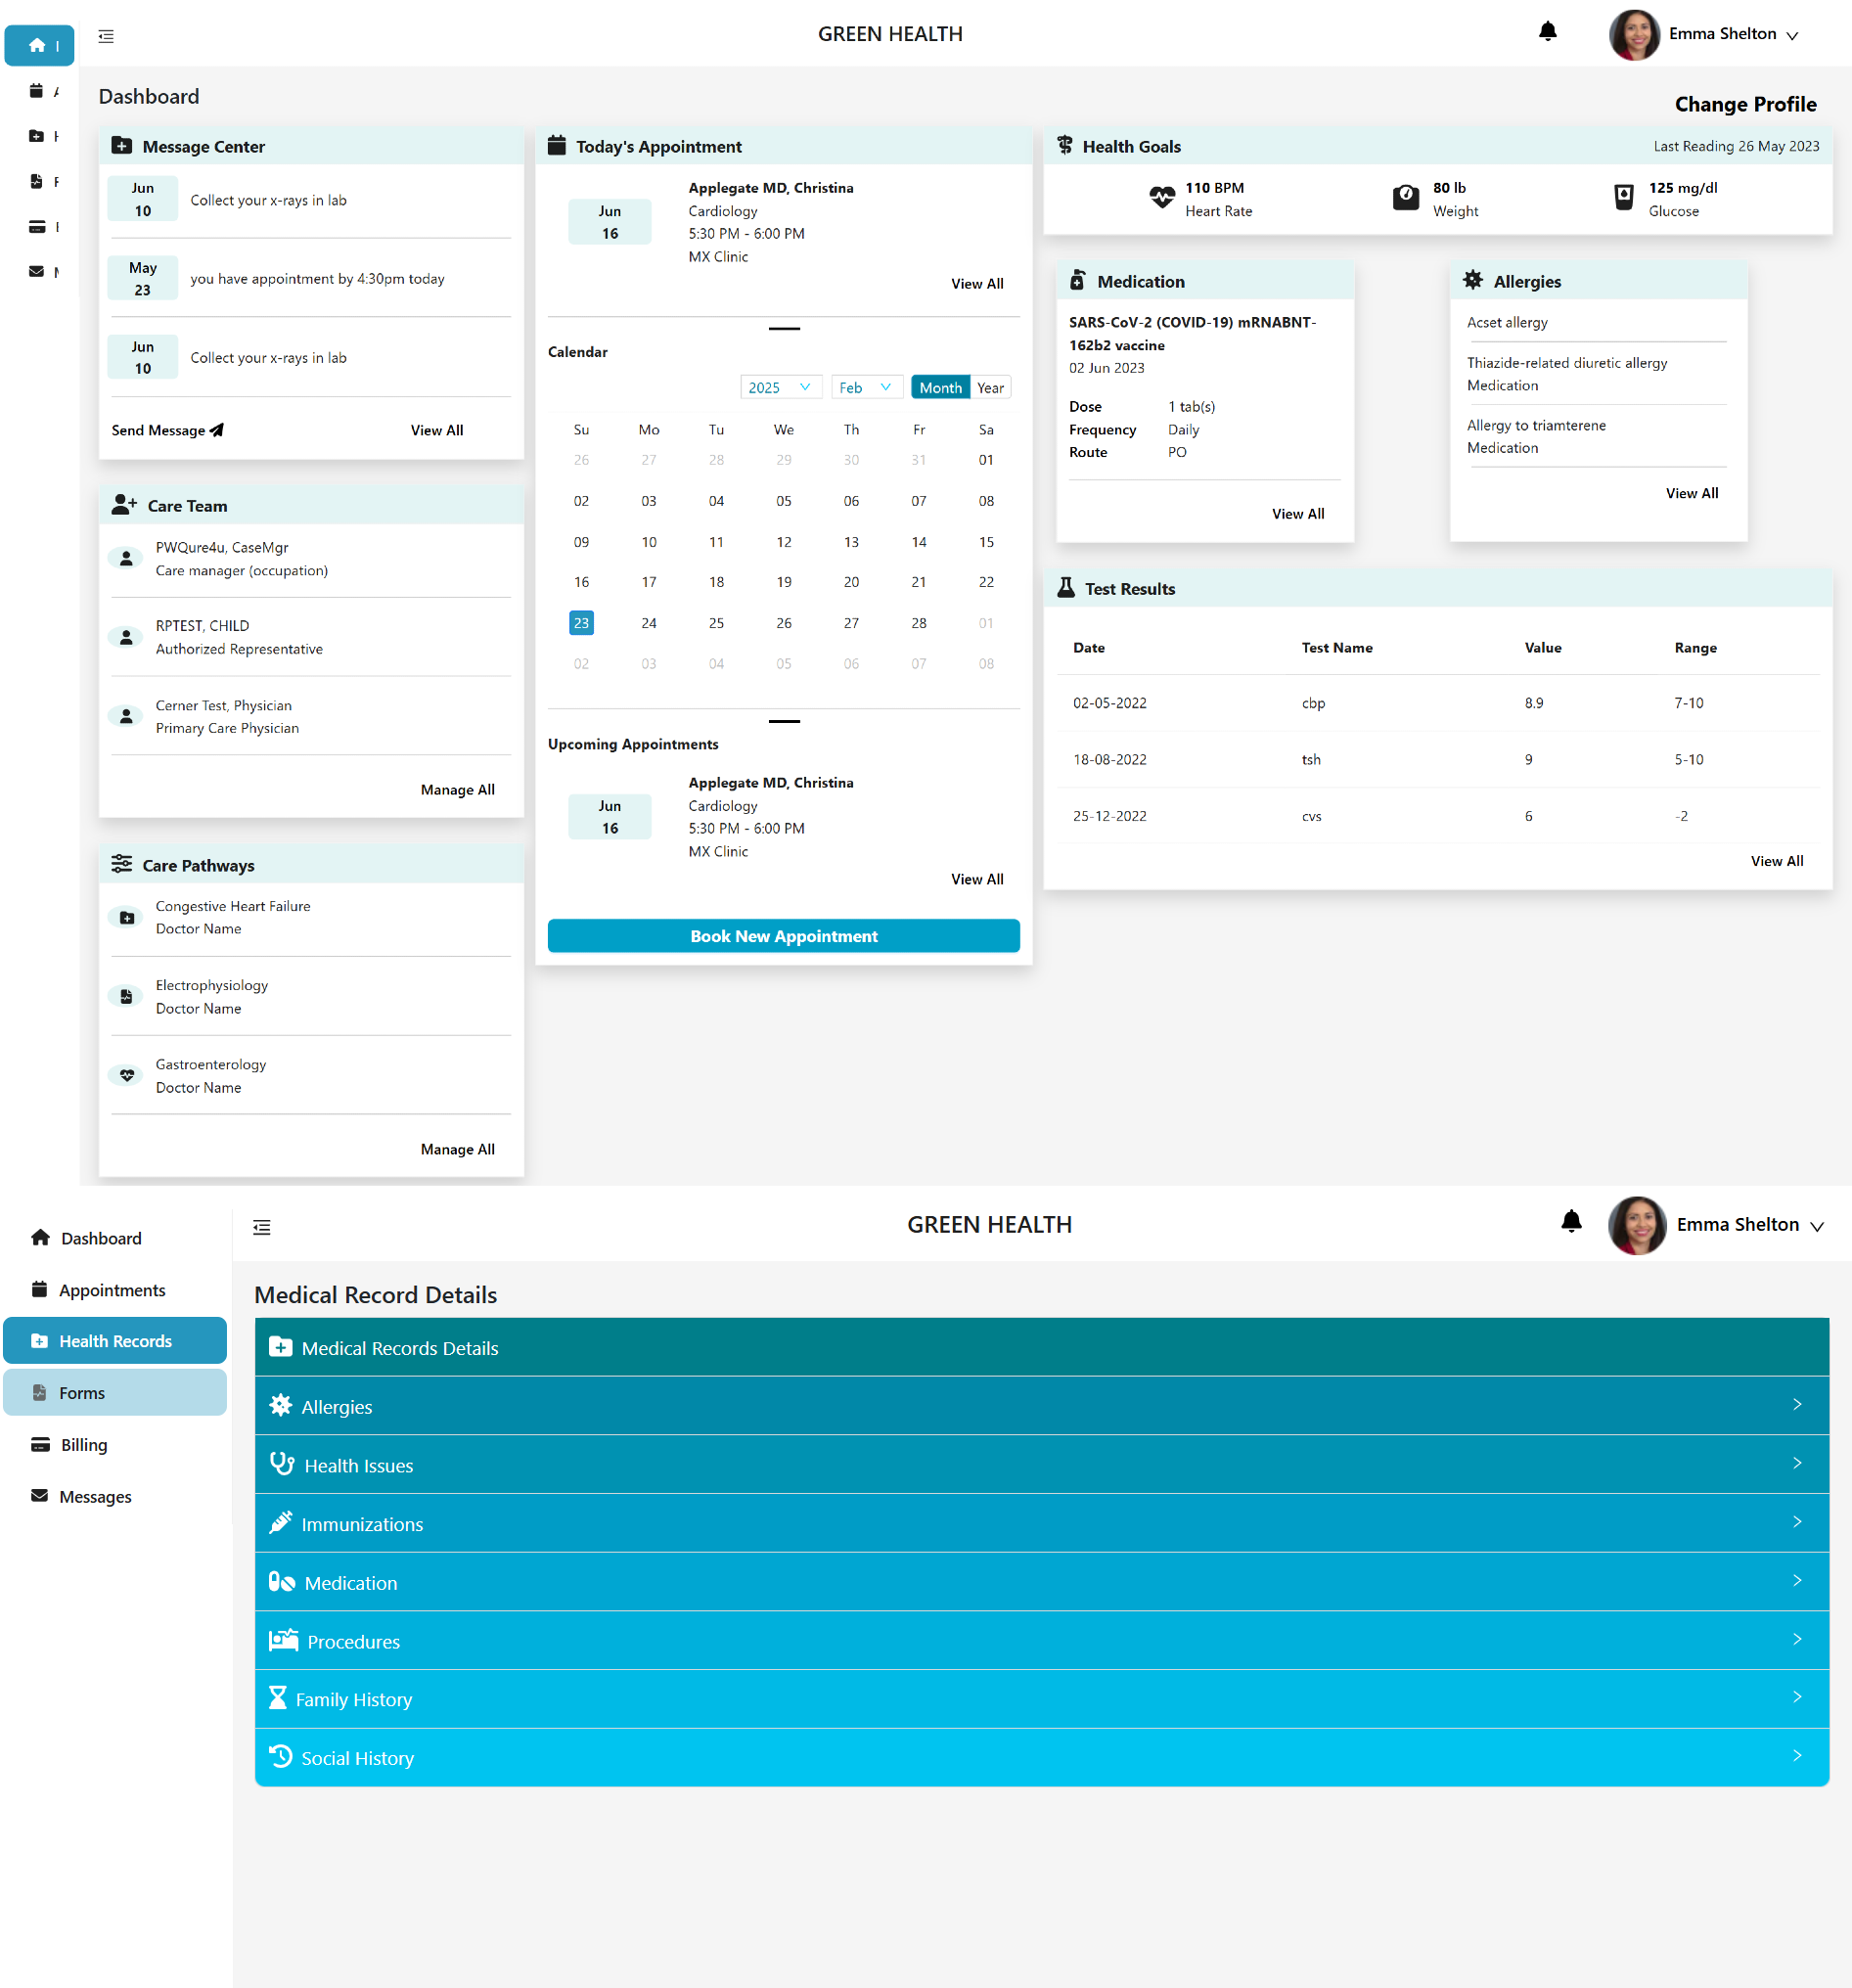 GREEN HEALTH
Emma Shelton
Dashboard
Change Profile
Message Center
Jun
10
Collect your x-rays in lab
May
23
you have appointment by 4:30pm today
Jun
10
Collect your x-rays in lab
Send Message
View All
Care Team
PWQure4u, CaseMgr
Care manager (occupation)
RPTEST, CHILD
Authorized Representative
Cerner Test, Physician
Primary Care Physician
Manage All
Care Pathways
Congestive Heart Failure
Doctor Name
Electrophysiology
Doctor Name
Gastroenterology
Doctor Name
Manage All
Today's Appointment
Jun
16
Applegate MD, Christina
Cardiology
5:30 PM - 6:00 PM
MX Clinic
View All
Calendar
2025 Feb Month Year
Su Mo Tu We Th Fr Sa
26 27 28 29 30 31 01
02 03 04 05 06 07 08
09 10 11 12 13 14 15
16 17 18 19 20 21 22
23 24 25 26 27 28 01
02 03 04 05 06 07 08
Upcoming Appointments
Jun
16
Applegate MD, Christina
Cardiology
5:30 PM - 6:00 PM
MX Clinic
View All
Book New Appointment
Health Goals
Last Reading 26 May 2023
110 BPM
Heart Rate
80 lb
Weight
125 mg/dl
Glucose
Medication
SARS-CoV-2 (COVID-19) mRNABNT-
162b2 vaccine
02 Jun 2023
Dose 1 tab(s)
Frequency Daily
Route PO
View All
Allergies
Acset allergy
Thiazide-related diuretic allergy
Medication
Allergy to triamterene
Medication
View All
Test Results
Date Test Name Value Range
02-05-2022 cbp 8.9 7-10
18-08-2022 tsh 9 5-10
25-12-2022 cvs 6 -2
View All
Dashboard
Appointments
Health Records
Forms
Billing
Messages
GREEN HEALTH
Emma Shelton
Medical Record Details
Medical Records Details
Allergies
Health Issues
Immunizations
Medication
Procedures
Family History
Social History